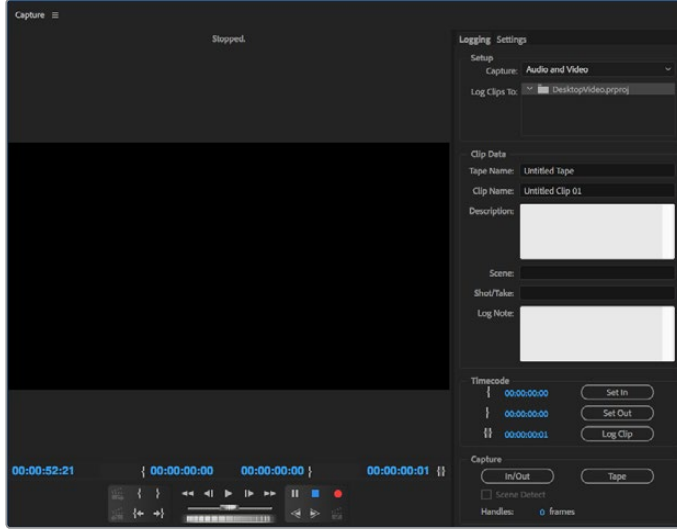 Capture
Stopped.
Logging Settings
Setup
Capture: Audio and Video
Log Clips To: DesktopVideo.prproj
Clip Data
Tape Name: Untitled Tape
Clip Name: Untitled Clip 01
Description:
Scene:
Shot/Take:
Log Note:
Timecode
{ 00:00:00:00 Set In
} 00:00:00:00 Set Out
{} 00:00:00:01 Log Clip
00:00:52:21 { 00:00:00:00 00:00:00:00 } 00:00:00:01 {}
Capture
In/Out Tape
Scene Detect
Handles: 0 frames